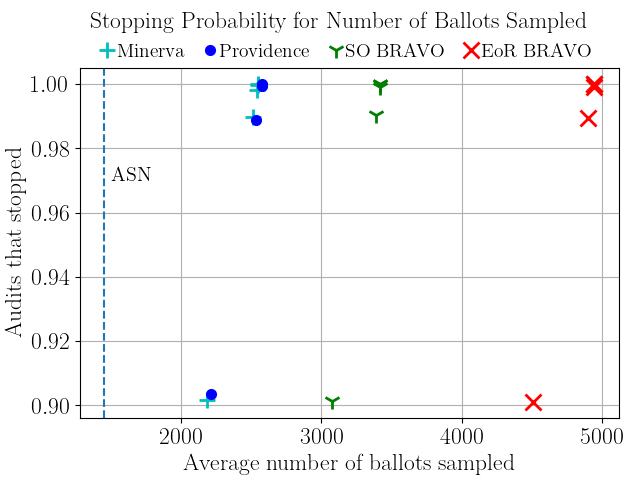 Stopping Probability for Number of Ballots Sampled
Minerva Providence SO BRAVO EoR BRAVO
1.00
0.98
ASN
0.96
0.94
0.92
0.90
Audits that stopped
2000 3000 4000 5000
Average number of ballots sampled